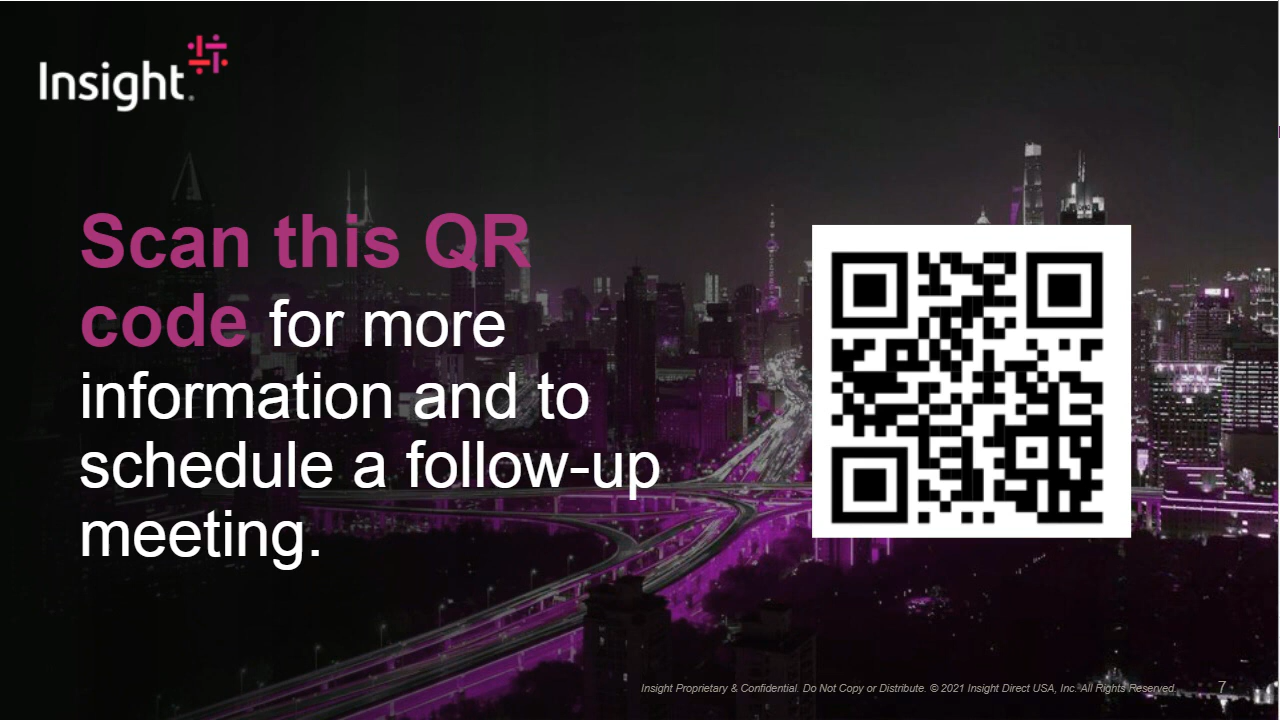 Insight
Scan this QR
code for more
information and to
schedule a follow-up
meeting.
Insight Proprietary & Confidential. Do Not Copy or Distribute. © 2021 Insight Direct USA, Inc. All Rights Reserved.
7